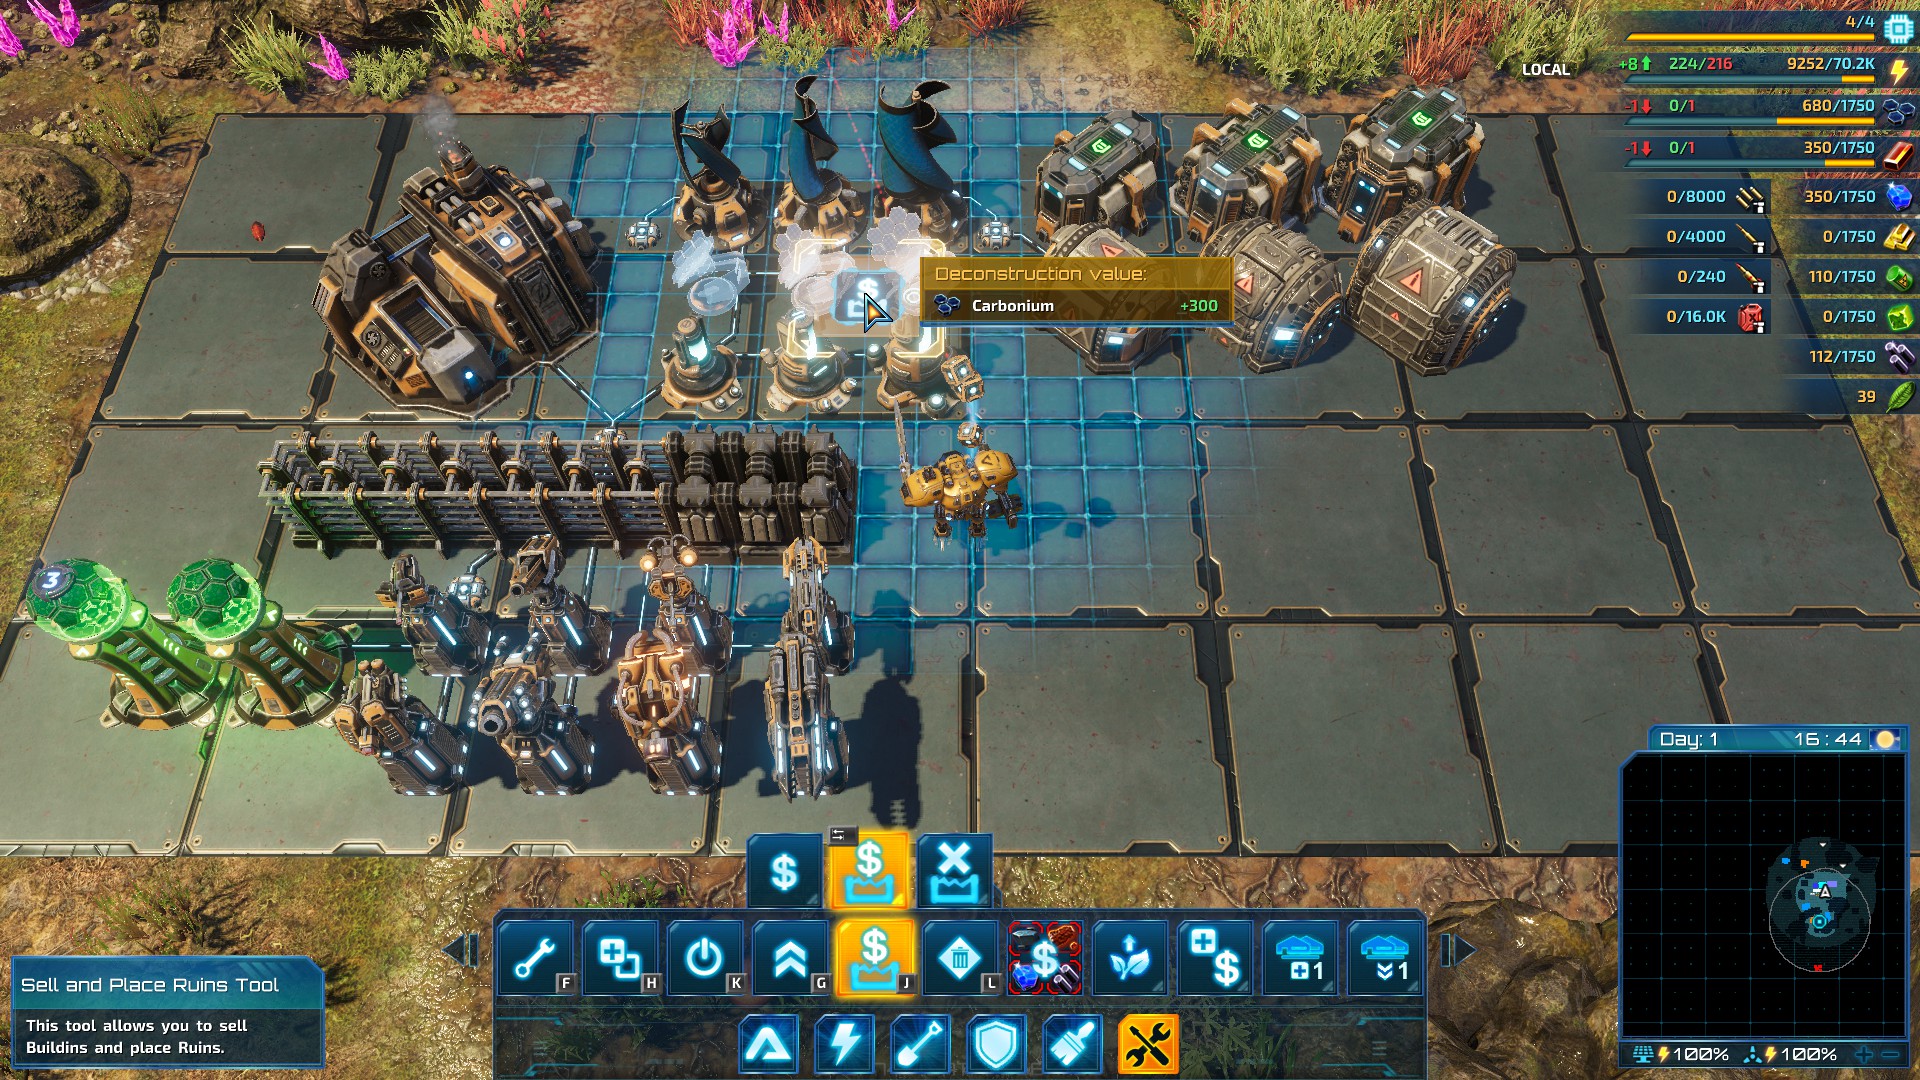 4/4
LOCAL
+8 224/216 9252/70.2K
-1 0/1 680/1750
-1 0/1 350/1750
0/8000 350/1750
0/4000 0/1750
0/240 110/1750
0/16.0K 0/1750
112/1750
39
Deconstruction value:
Carbonium +300
3
Day: 1 16:44
$ $
F H K G $ J L $ $ 1 1
Sell and Place Ruins Tool
This tool allows you to sell
Buildins and place Ruins.
100% 100%